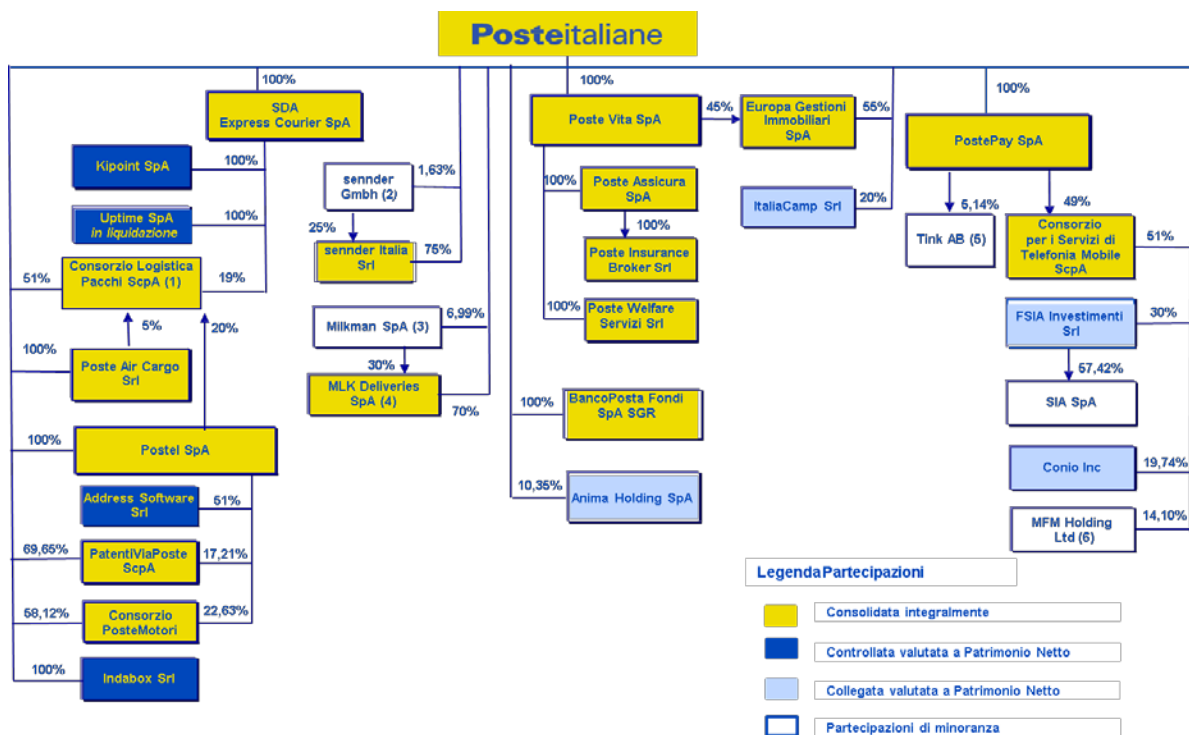 Posteitaliane
100%
SDA
Express Courier SpA
Kipoint SpA
100%
Uptime SpA
in liquidazione
100%
51%
Consorzio Logistica
Pacchi ScpA (1)
19%
5%
20%
100%
Poste Air Cargo
Srl
100%
Postel SpA
Address Software
Srl
51%
69,65%
PatentiViaPoste
ScpA
17,21%
58,12%
Consorzio
PosteMotori
22,63%
100%
Indabox Srl
sennder
Gmbh (2)
1,63%
25%
sennder Italia
Srl
75%
Milkman SpA (3)
6,99%
30%
MLK Deliveries
SpA (4)
70%
100%
Poste Vita SpA
45%
Europa Gestioni
Immobiliari
SpA
55%
100%
Poste Assicura
SpA
100%
Poste Insurance
Broker Srl
100%
Poste Welfare
Servizi Srl
ItaliaCamp Srl
20%
100%
BancoPosta Fondi
SpA SGR
10,35%
Anima Holding SpA
100%
PostePay SpA
5,14%
Tink AB (5)
49%
Consorzio
per i Servizi di
Telefonia Mobile
ScpA
51%
FSIA Investimenti
Srl
30%
57,42%
SIA SpA
Conio Inc
19,74%
MFM Holding
Ltd (6)
14,10%
LegendaPartecipazioni
Consolidata integralmente
Controllata valutata a Patrimonio Netto
Collegata valutata a Patrimonio Netto
Partecipazioni di minoranza